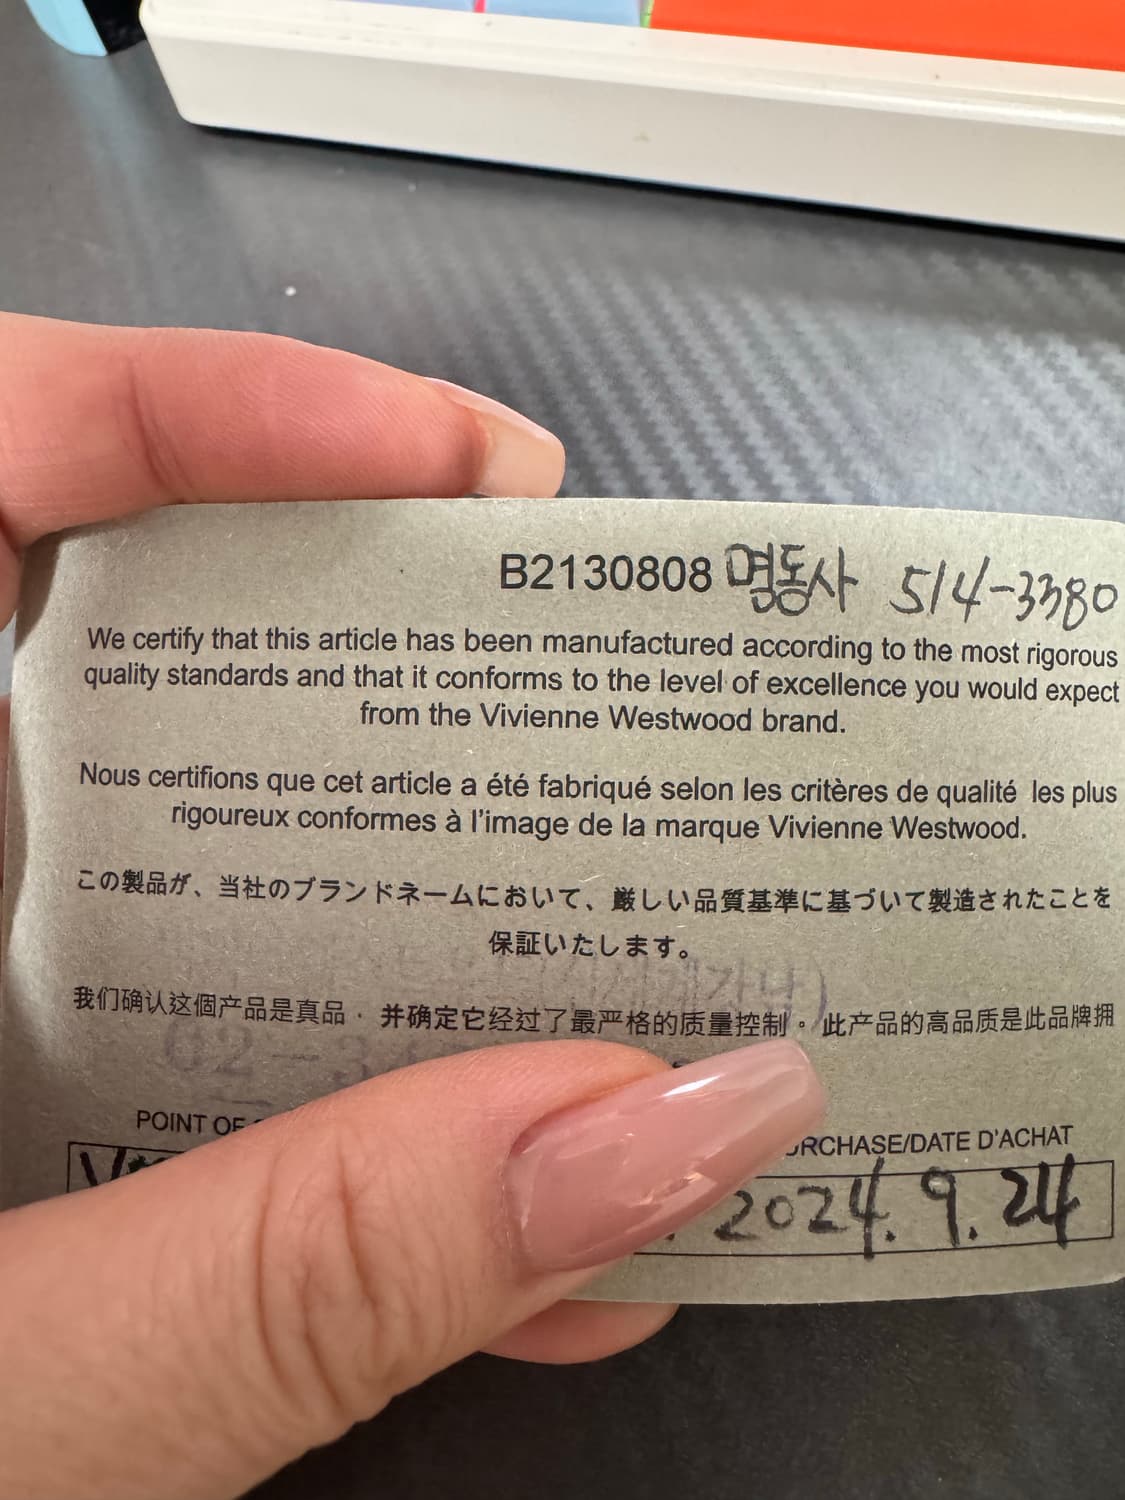 B2130808 명동사 514-3380
We certify that this article has been manufactured according to the most rigorous
quality standards and that it conforms to the level of excellence you would expect
from the Vivienne Westwood brand.
Nous certifions que cet article a été fabriqué selon les critères de qualité les plus
rigoureux conformes à l'image de la marque Vivienne Westwood.
この製品が、当社のブランドネームにおいて、厳しい品質基準に基づいて製造されたことを
保証いたします。
我们确认这個产品是真品．并确定它经过了最严格的质量控制。此产品的高品质是此品牌拥
POINT OF
URCHASE/DATE D'ACHAT
2024.9.24